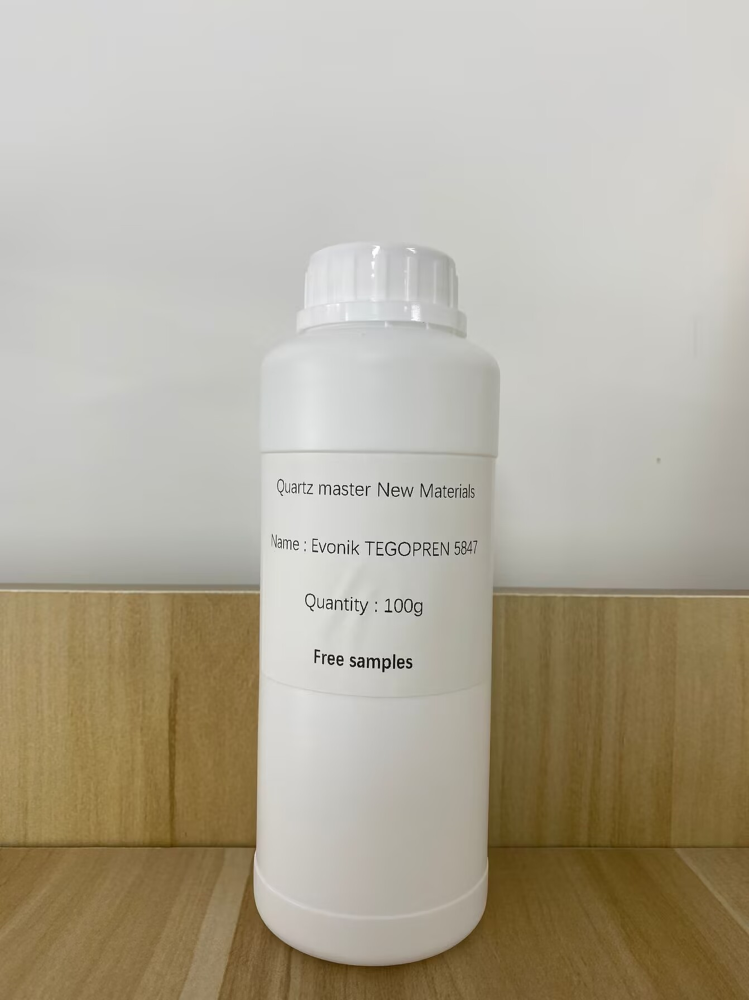 Quartz master New Materials
Name : Evonik TEGOPREN 5847
Quantity : 100g
Free samples